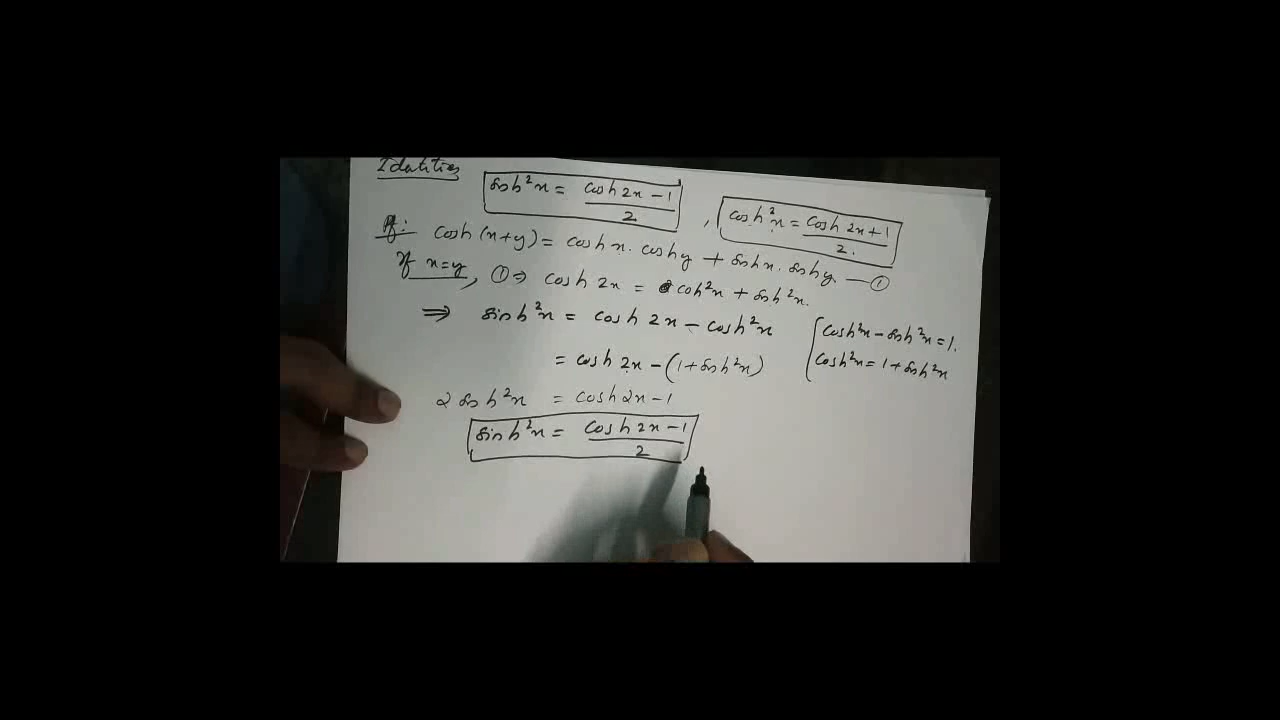 Idatities
sinh²x = cosh 2x - 1 / 2 , cosh²x = cosh 2x + 1 / 2.
Pf: cosh (x+y) = cosh x. cosh y + sinh x. sinh y. — ①
If x=y, ① ⇒ cosh 2x = coh²x + sinh²x.
⇒ sinh²x = cosh 2x - cosh²x
cosh²x - sinh²x = 1.
= cosh 2x - (1 + sinh²x)
cosh²x = 1 + sinh²x
2 sinh²x = cosh 2x - 1
sinh²x = cosh 2x - 1 / 2